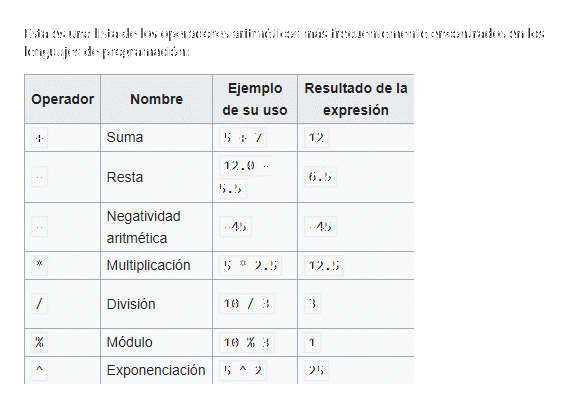 Esta es una lista de los operadores aritméticos más frecuentemente encontrados en los
lenguajes de programación:
Operador Nombre Ejemplo de su uso Resultado de la expresión
+ Suma 5 + 7 12
- Resta 12.0 - 5.5 6.5
- Negatividad aritmética -45 -45
* Multiplicación 5 * 2.5 12.5
/ División 10 / 3 3
% Módulo 10 % 3 1
^ Exponenciación 5 ^ 2 25